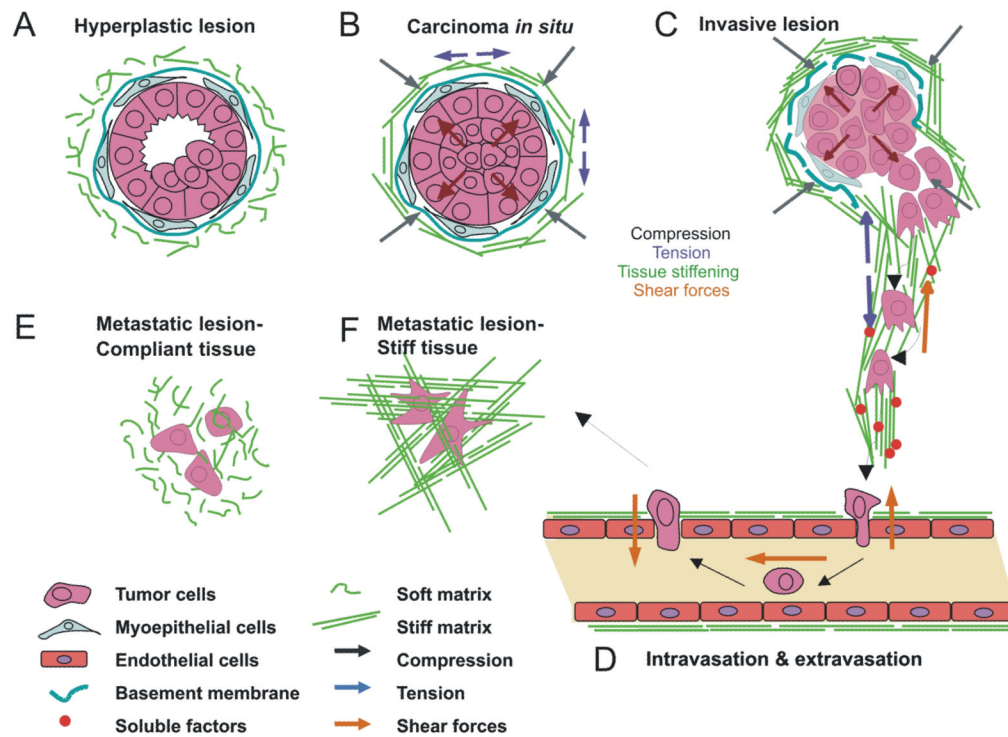 A
Hyperplastic lesion
B
Carcinoma in situ
C
Invasive lesion
Compression
Tension
Tissue stiffening
Shear forces
E
Metastatic lesion-
Compliant tissue
F
Metastatic lesion-
Stiff tissue
D
Intravasation & extravasation
Tumor cells
Myoepithelial cells
Endothelial cells
Basement membrane
Soluble factors
Soft matrix
Stiff matrix
Compression
Tension
Shear forces